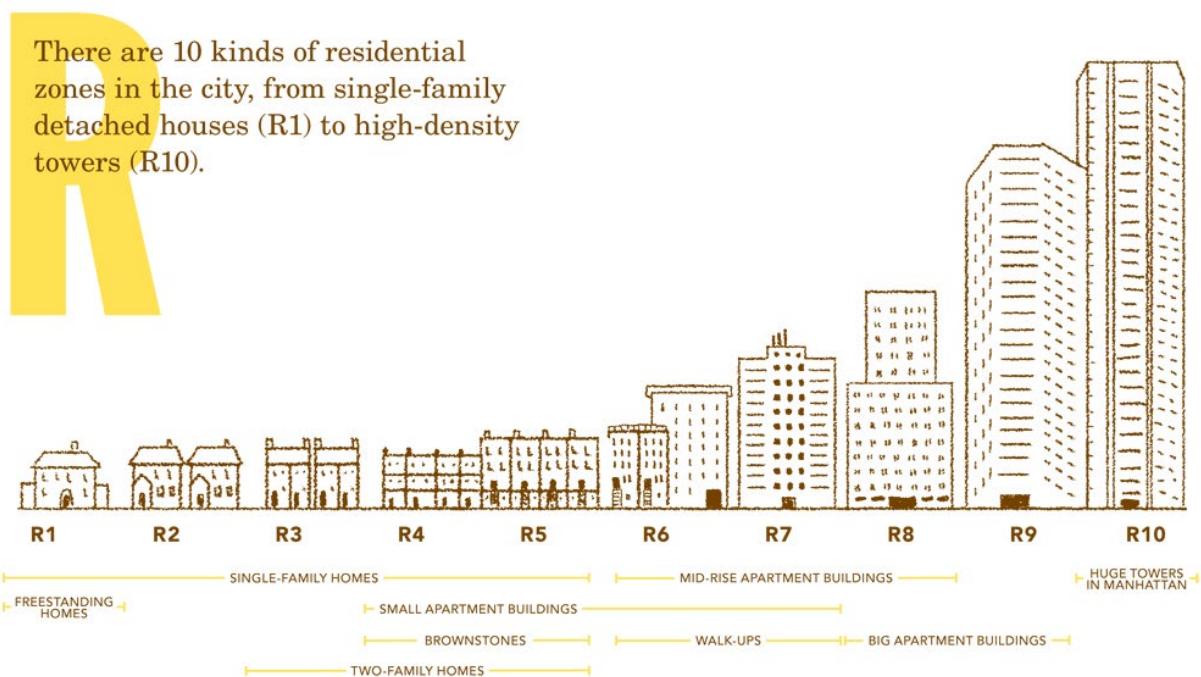 R
There are 10 kinds of residential
zones in the city, from single-family
detached houses (R1) to high-density
towers (R10).
R1 R2 R3 R4 R5 R6 R7 R8 R9 R10
SINGLE-FAMILY HOMES
MID-RISE APARTMENT BUILDINGS
HUGE TOWERS
IN MANHATTAN
FREESTANDING
HOMES
SMALL APARTMENT BUILDINGS
BROWNSTONES
WALK-UPS
BIG APARTMENT BUILDINGS
TWO-FAMILY HOMES